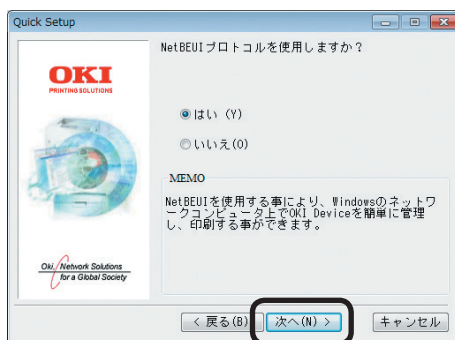 Quick Setup
NetBEUIプロトコルを使用しますか？
OKI
PRINTING SOLUTIONS
はい (Y)
いいえ(O)
MEMO
NetBEUIを使用する事により、Windowsのネットワ
ークコンピュータ上でOKI Deviceを簡単に管理
し、印刷する事ができます。
Oki, Network Solutions
for a Global Society
< 戻る(B)
次へ(N) >
キャンセル